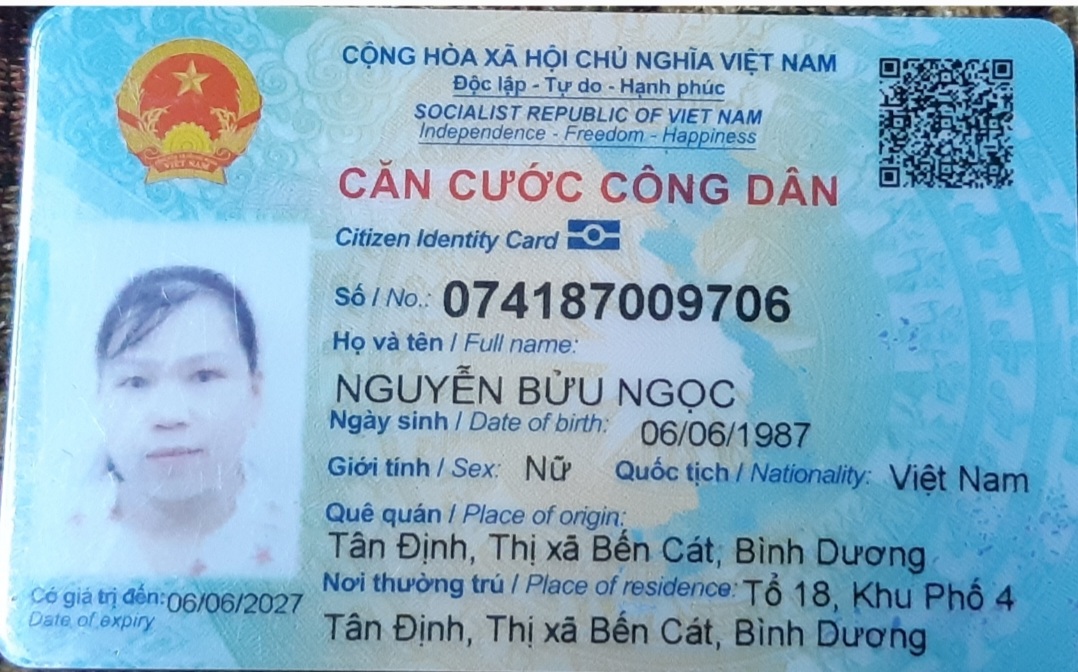 CỘNG HÒA XÃ HỘI CHỦ NGHĨA VIỆT NAM
Độc lập - Tự do - Hạnh phúc
SOCIALIST REPUBLIC OF VIET NAM
Independence - Freedom - Happiness
CĂN CƯỚC CÔNG DÂN
Citizen Identity Card
Số / No.: 074187009706
Họ và tên / Full name:
NGUYỄN BỬU NGỌC
Ngày sinh / Date of birth: 06/06/1987
Giới tính / Sex: Nữ Quốc tịch / Nationality: Việt Nam
Quê quán / Place of origin:
Tân Định, Thị xã Bến Cát, Bình Dương
Nơi thường trú / Place of residence: Tổ 18, Khu Phố 4
Tân Định, Thị xã Bến Cát, Bình Dương
Có giá trị đến: 06/06/2027
Date of expiry
VIỆT NAM